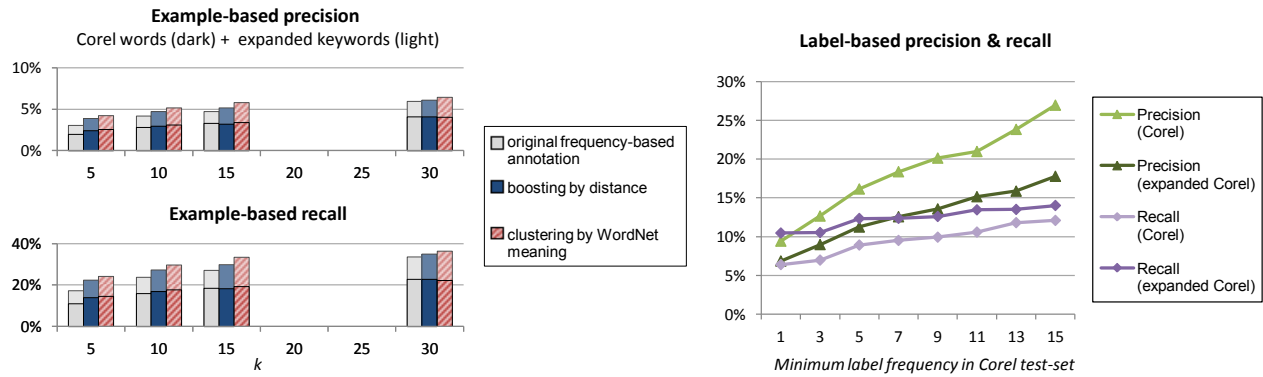 Example-based precision
Corel words (dark) + expanded keywords (light)
10%
5%
0%
5 10 15 20 25 30
Example-based recall
40%
20%
0%
5 10 15 20 25 30
k
original frequency-based
annotation
boosting by distance
clustering by WordNet
meaning
Label-based precision & recall
30%
25%
20%
15%
10%
5%
0%
1 3 5 7 9 11 13 15
Minimum label frequency in Corel test-set
Precision
(Corel)
Precision
(expanded Corel)
Recall
(Corel)
Recall
(expanded Corel)